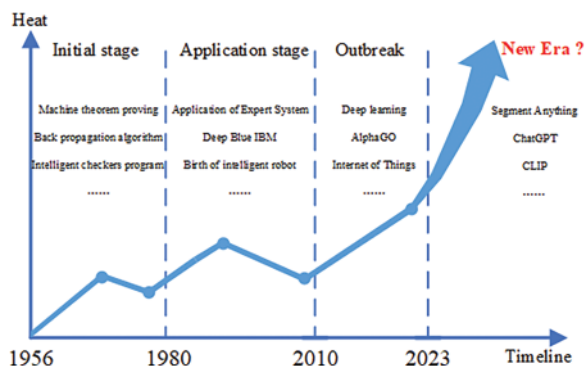 Heat
New Era ?
Initial stage
Application stage
Outbreak
Machine theorem proving
Back propagation algorithm
Intelligent checkers program
......
Application of Expert System
Deep Blue IBM
Birth of intelligent robot
......
Deep learning
AlphaGO
Internet of Things
......
Segment Anything
ChatGPT
CLIP
......
1956
1980
2010
2023
Timeline